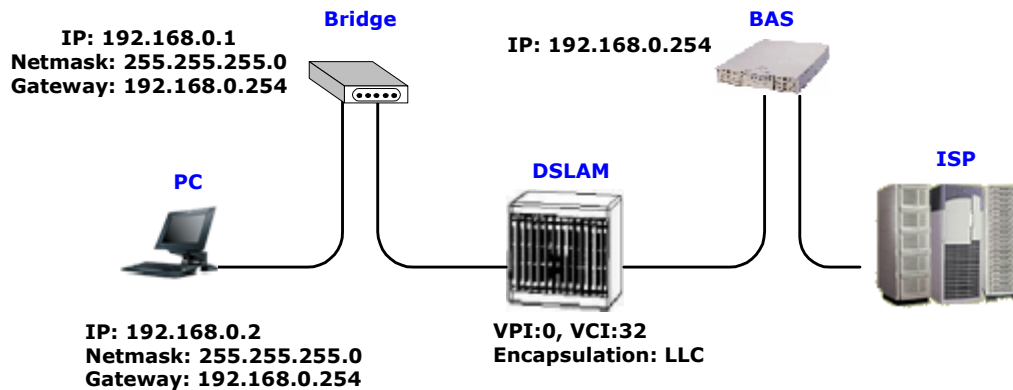 Bridge
IP: 192.168.0.1
Netmask: 255.255.255.0
Gateway: 192.168.0.254
BAS
IP: 192.168.0.254
ISP
PC
DSLAM
IP: 192.168.0.2
Netmask: 255.255.255.0
Gateway: 192.168.0.254
VPI:0, VCI:32
Encapsulation: LLC